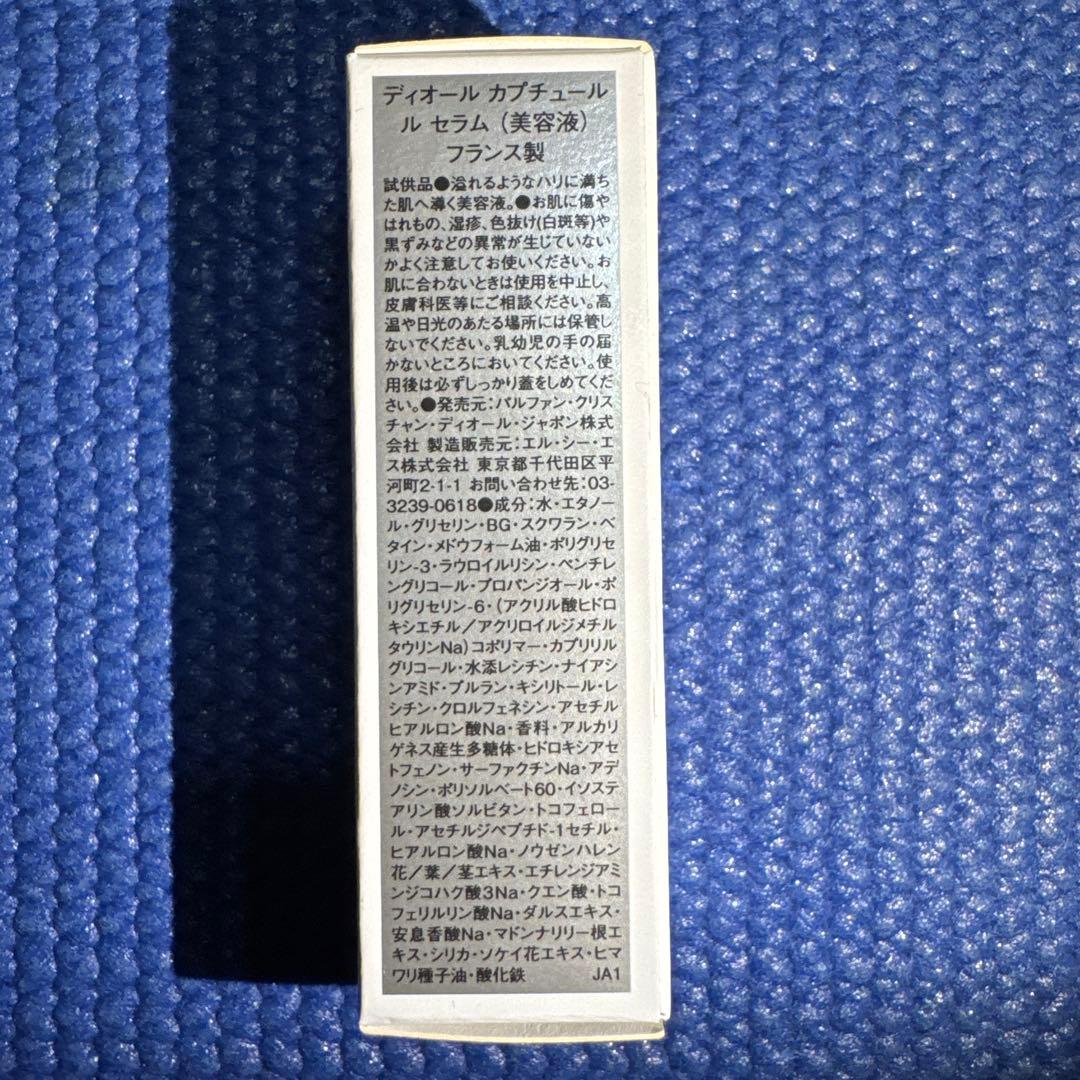 ディオール カプチュール
ル セラム (美容液)
フランス製
試供品●溢れるようなハリに満ち
た肌へ導く美容液。●お肌に傷や
はれもの、湿疹、色抜け(白斑等)や
黒ずみなどの異常が生じていない
かよく注意してお使いください。お
肌に合わないときは使用を中止し、
皮膚科医等にご相談ください。高
温や日光のあたる場所には保管し
ないでください。乳幼児の手の届
かないところにおいてください。使
用後は必ずしっかり蓋をしめてくだ
さい。●発売元:パルファン・クリス
チャン・ディオール・ジャポン株式
会社 製造販売元:エル・シー・エ
ス株式会社 東京都千代田区平
河町2-1-1 お問い合わせ先:03-
3239-0618●成分:水・エタノー
ル・グリセリン・BG・スクワラン・ベ
タイン・メドウフォーム油・ポリグリセ
リン-3・ラウロイルリシン・ペンチレ
ングリコール・プロパンジオール・ポ
リグリセリン-6・(アクリル酸ヒドロ
キシエチル/アクリロイルジメチル
タウリンNa)コポリマー・カプリリル
グリコール・水添レシチン・ナイアシ
ンアミド・プルラン・キシリトール・レ
シチン・クロルフェネシン・アセチル
ヒアルロン酸Na・香料・アルカリ
ゲネス産生多糖体・ヒドロキシアセ
トフェノン・サーファクチンNa・アデ
ノシン・ポリソルベート60・イソステ
アリン酸ソルビタン・トコフェロー
ル・アセチルジペプチド-1セチル・
ヒアルロン酸Na・ノウゼンハレン
花/葉/茎エキス・エチレンジアミ
ンジコハク酸3Na・クエン酸・トコ
フェリルリン酸Na・ダルスエキス・
安息香酸Na・マドンナリリー根エ
キス・シリカ・ソケイ花エキス・ヒマ
ワリ種子油・酸化鉄 JA1